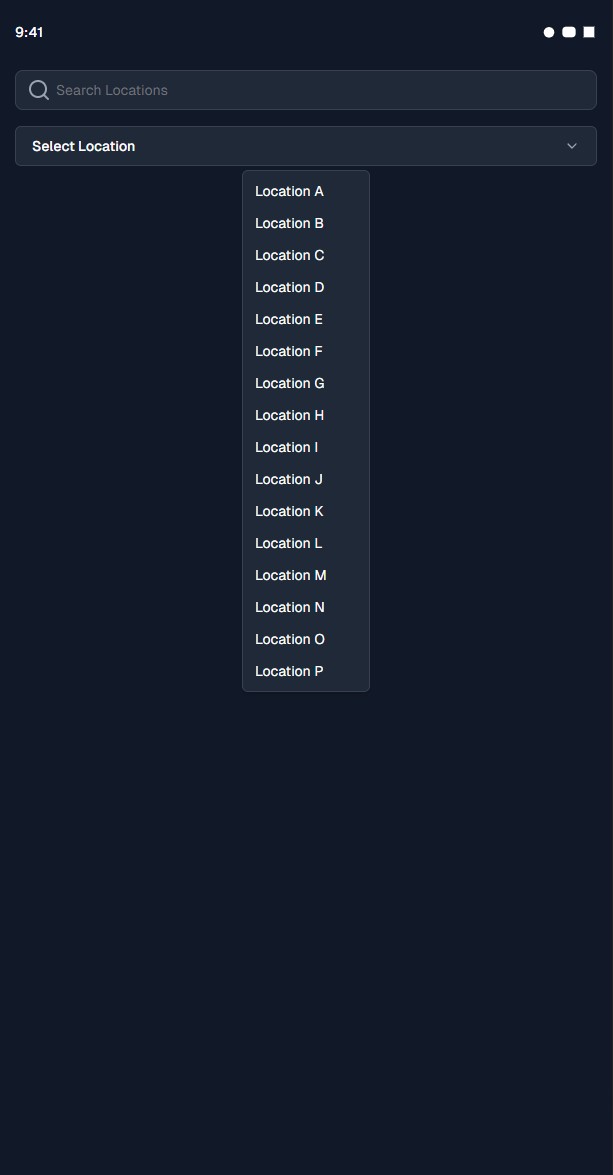 9:41
Search Locations
Select Location
Location A
Location B
Location C
Location D
Location E
Location F
Location G
Location H
Location I
Location J
Location K
Location L
Location M
Location N
Location O
Location P